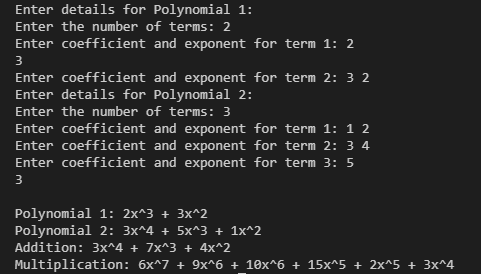 Enter details for Polynomial 1:
Enter the number of terms: 2
Enter coefficient and exponent for term 1: 2
3
Enter coefficient and exponent for term 2: 3 2
Enter details for Polynomial 2:
Enter the number of terms: 3
Enter coefficient and exponent for term 1: 1 2
Enter coefficient and exponent for term 2: 3 4
Enter coefficient and exponent for term 3: 5
3
Polynomial 1: 2x^3 + 3x^2
Polynomial 2: 3x^4 + 5x^3 + 1x^2
Addition: 3x^4 + 7x^3 + 4x^2
Multiplication: 6x^7 + 9x^6 + 10x^6 + 15x^5 + 2x^5 + 3x^4